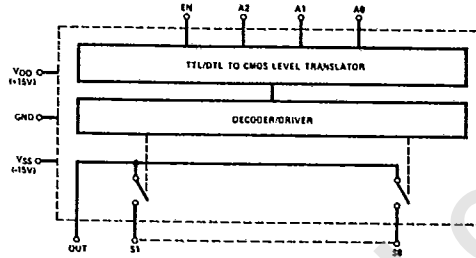 EN A2 A1 A0
TTL/DTL TO CMOS LEVEL TRANSLATOR
VDD
(+15V)
GND
DECODER/DRIVER
VSS
(-15V)
OUT S1 S8